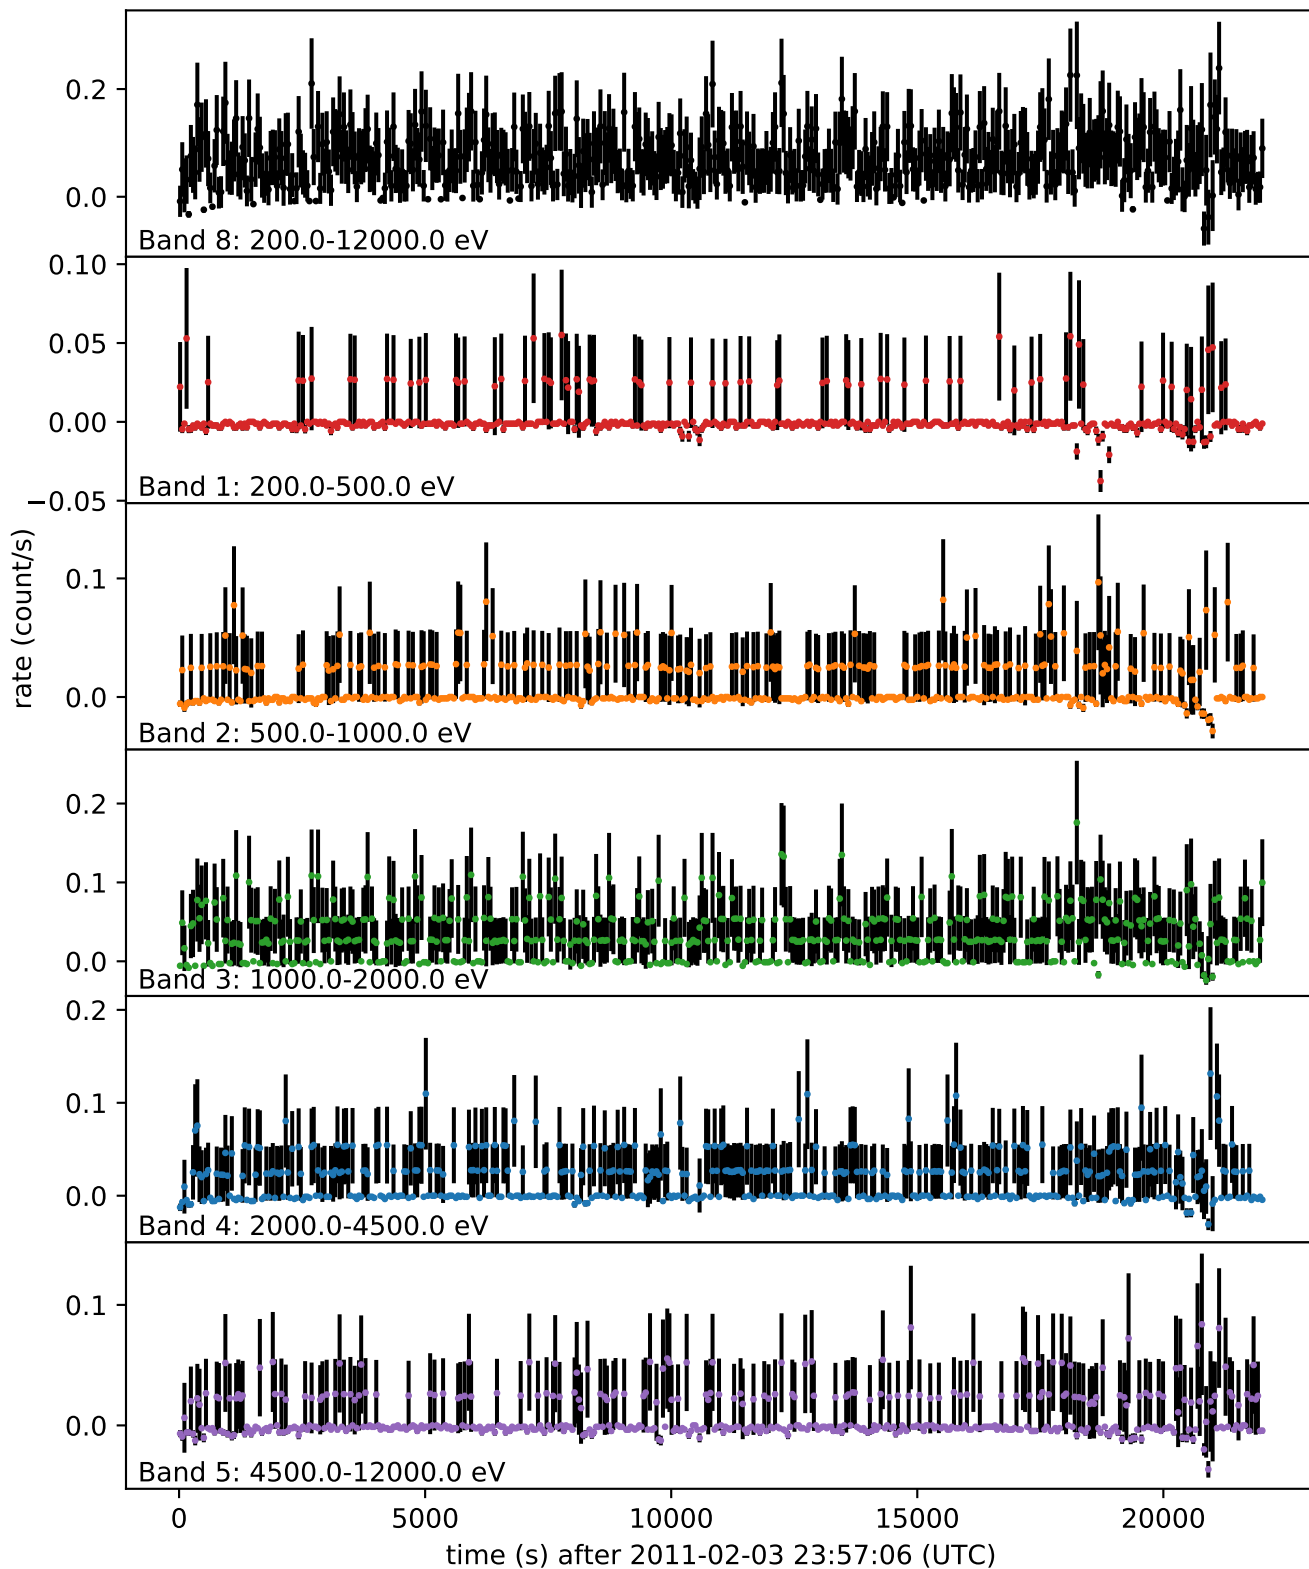 0.2
0.0
Band 8: 200.0-12000.0 eV
0.10
0.05
0.00
−0.05
Band 1: 200.0-500.0 eV
rate (count/s)
0.1
0.0
Band 2: 500.0-1000.0 eV
0.2
0.1
0.0
Band 3: 1000.0-2000.0 eV
0.2
0.1
0.0
Band 4: 2000.0-4500.0 eV
0.1
0.0
Band 5: 4500.0-12000.0 eV
0 5000 10000 15000 20000
time (s) after 2011-02-03 23:57:06 (UTC)